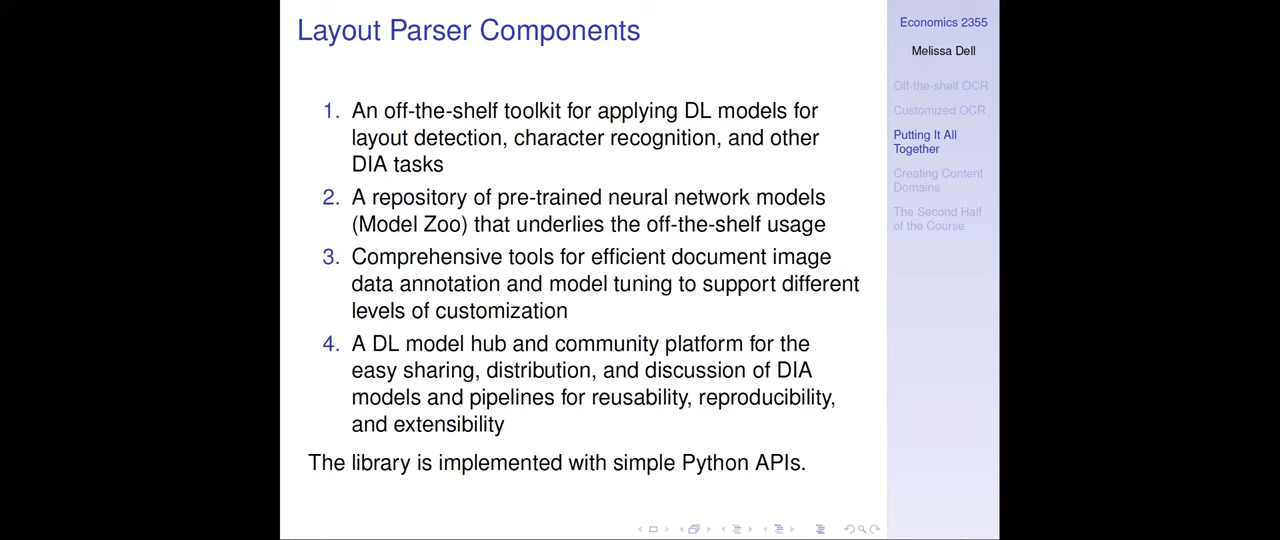 Layout Parser Components
1. An off-the-shelf toolkit for applying DL models for
layout detection, character recognition, and other
DIA tasks
2. A repository of pre-trained neural network models
(Model Zoo) that underlies the off-the-shelf usage
3. Comprehensive tools for efficient document image
data annotation and model tuning to support different
levels of customization
4. A DL model hub and community platform for the
easy sharing, distribution, and discussion of DIA
models and pipelines for reusability, reproducibility,
and extensibility
The library is implemented with simple Python APIs.
Economics 2355
Melissa Dell
Off-the-shelf OCR
Customized OCR
Putting It All
Together
Creating Content
Domains
The Second Half
of the Course